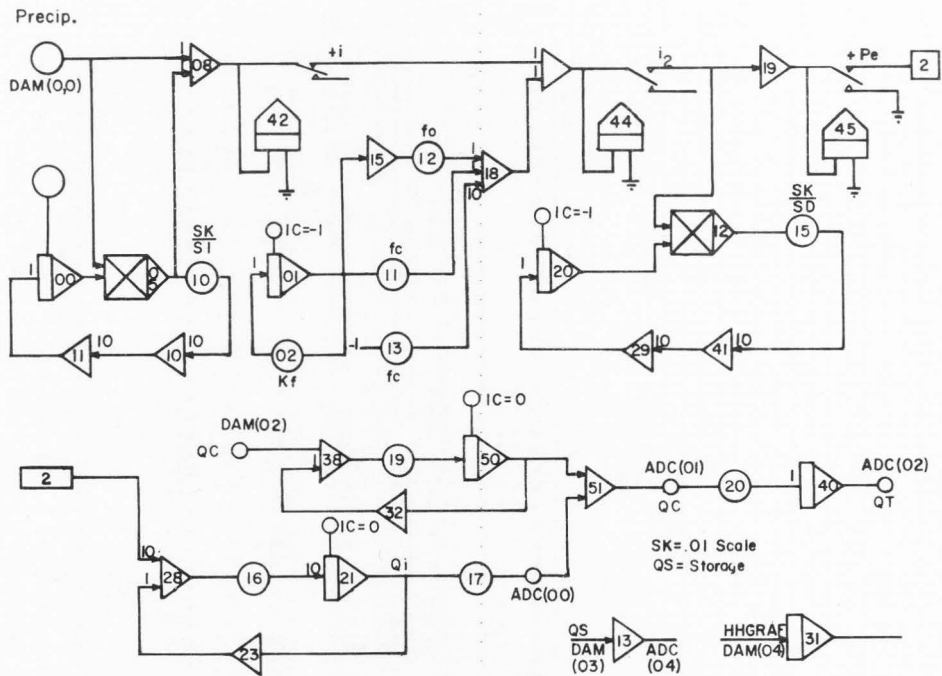 Precip.
DAM(0,0)
1
08
+i
42
1
1
i2
44
19
+ Pe
2
45
15
fo
12
1
10
18
1
00
05
SK
SI
10
11
10
10
10
IC=-1
1
01
fc
11
02
Kf
-1
13
fc
IC=-1
1
20
12
SK
SD
15
29
10
41
10
DAM(02)
QC
1
38
19
IC=0
50
32
51
ADC(01)
QC
20
1
40
ADC(02)
QT
2
10
1
28
16
IC=0
10
21
Qi
17
ADC(00)
23
SK=.01 Scale
QS= Storage
QS
DAM
(03)
13
ADC
(04)
HHGRAF
DAM(04)
31